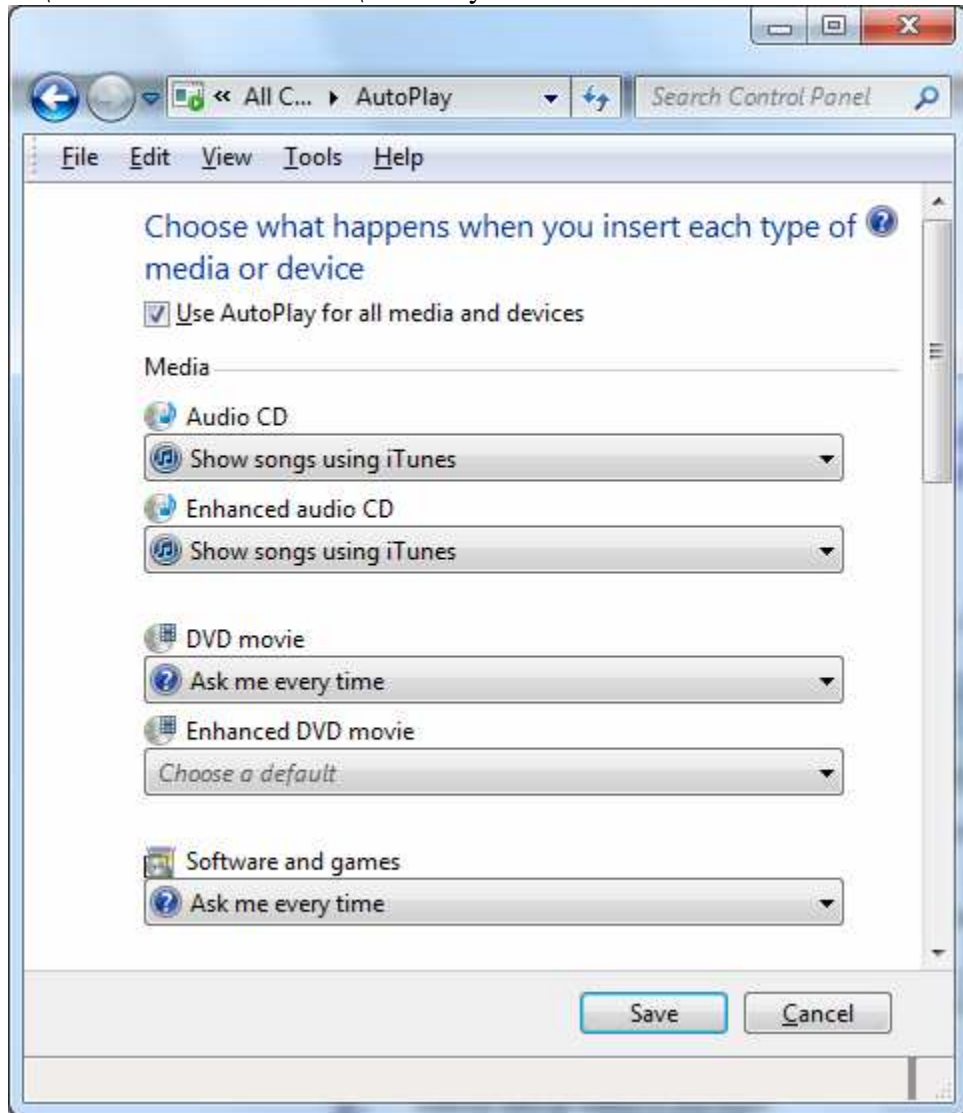 « All C... ▸ AutoPlay
Search Control Panel
File Edit View Tools Help
Choose what happens when you insert each type of
media or device
Use AutoPlay for all media and devices
Media
Audio CD
Show songs using iTunes
Enhanced audio CD
Show songs using iTunes
DVD movie
Ask me every time
Enhanced DVD movie
Choose a default
Software and games
Ask me every time
Save Cancel